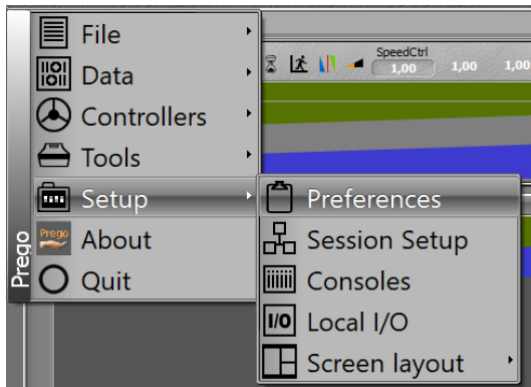 File
Data
Controllers
Tools
Setup
About
Quit
Prego
Prego
SpeedCtrl
1,00 1,00 1,00
Preferences
Session Setup
Consoles
I/O Local I/O
Screen layout